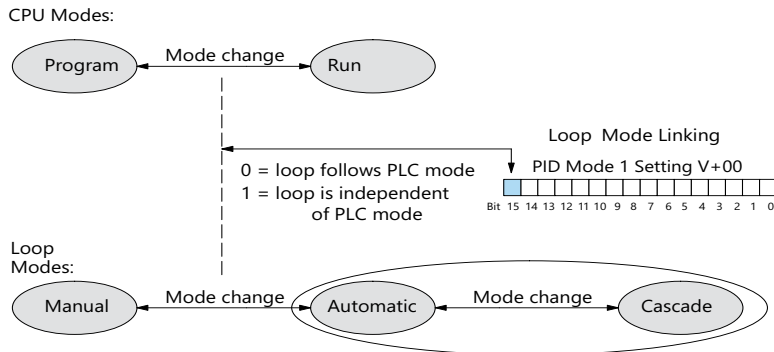 CPU Modes:
Program
Mode change
Run
Loop Mode Linking
PID Mode 1 Setting V+00
0 = loop follows PLC mode
1 = loop is independent
of PLC mode
Bit 15 14 13 12 11 10 9 8 7 6 5 4 3 2 1 0
Loop
Modes:
Manual
Mode change
Automatic
Mode change
Cascade